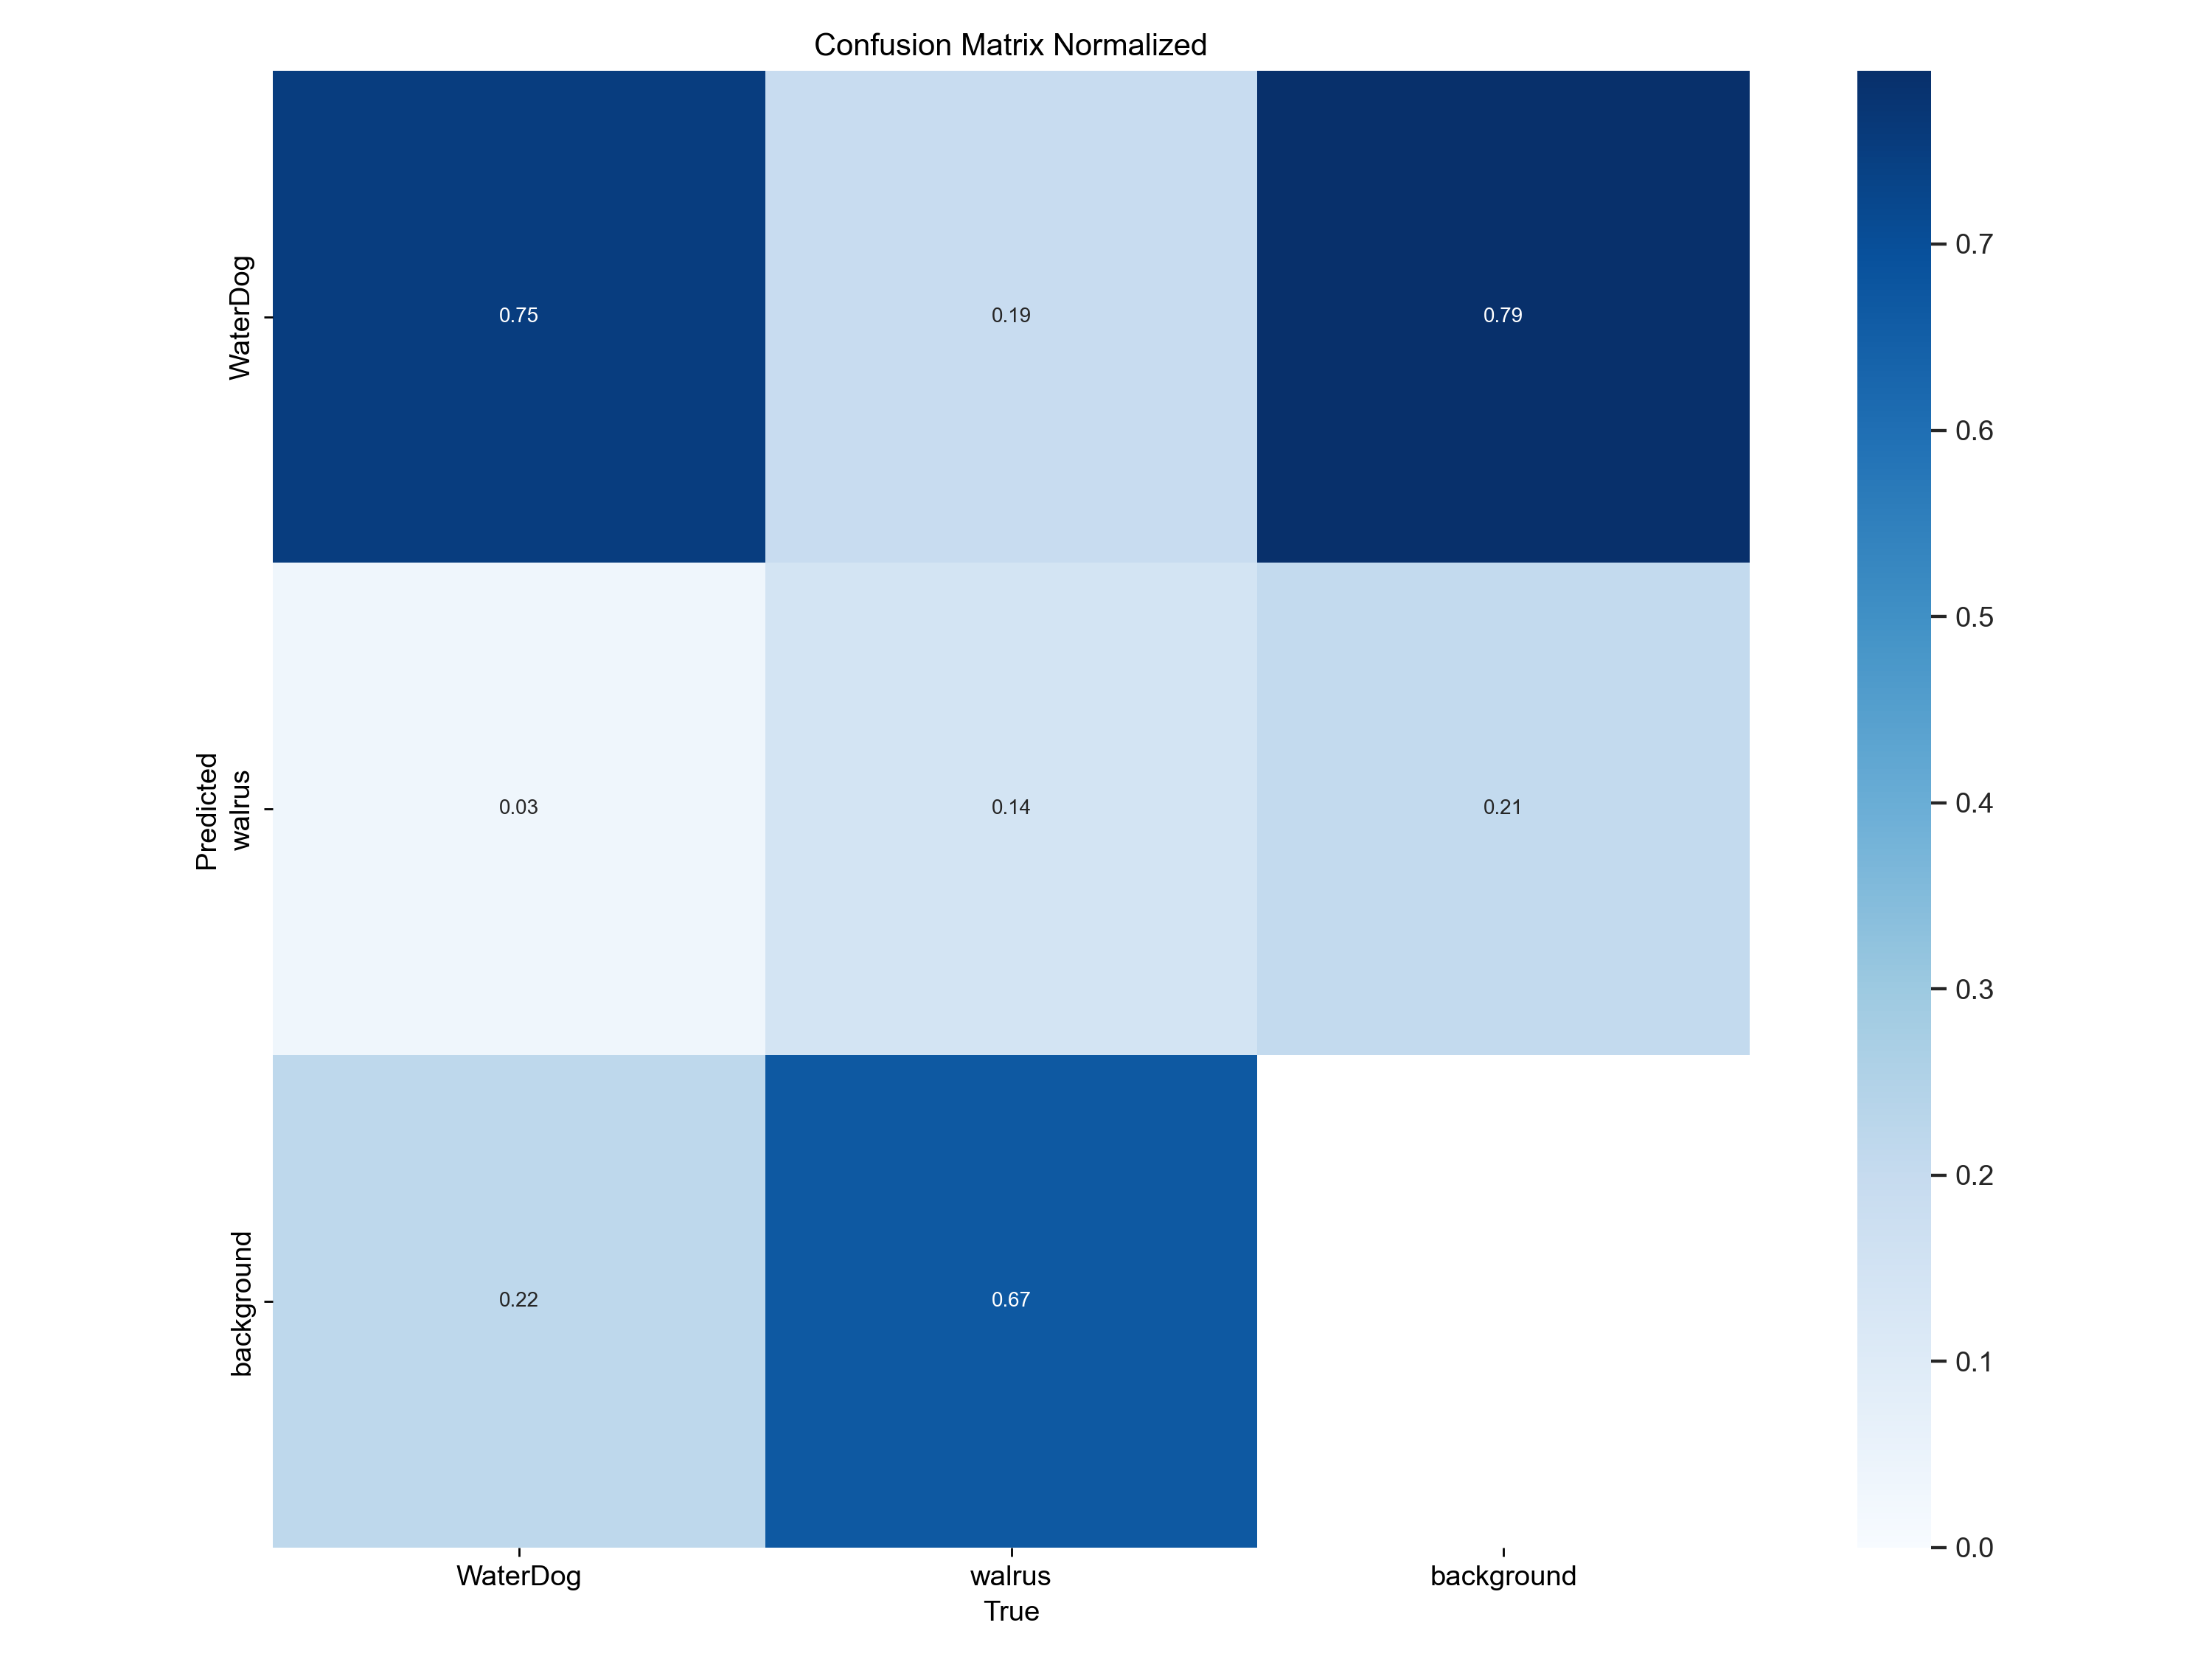 Confusion Matrix Normalized
WaterDog
0.75
0.19
0.79
Predicted
walrus
0.03
0.14
0.21
background
0.22
0.67
WaterDog
walrus
background
True
0.7
0.6
0.5
0.4
0.3
0.2
0.1
0.0